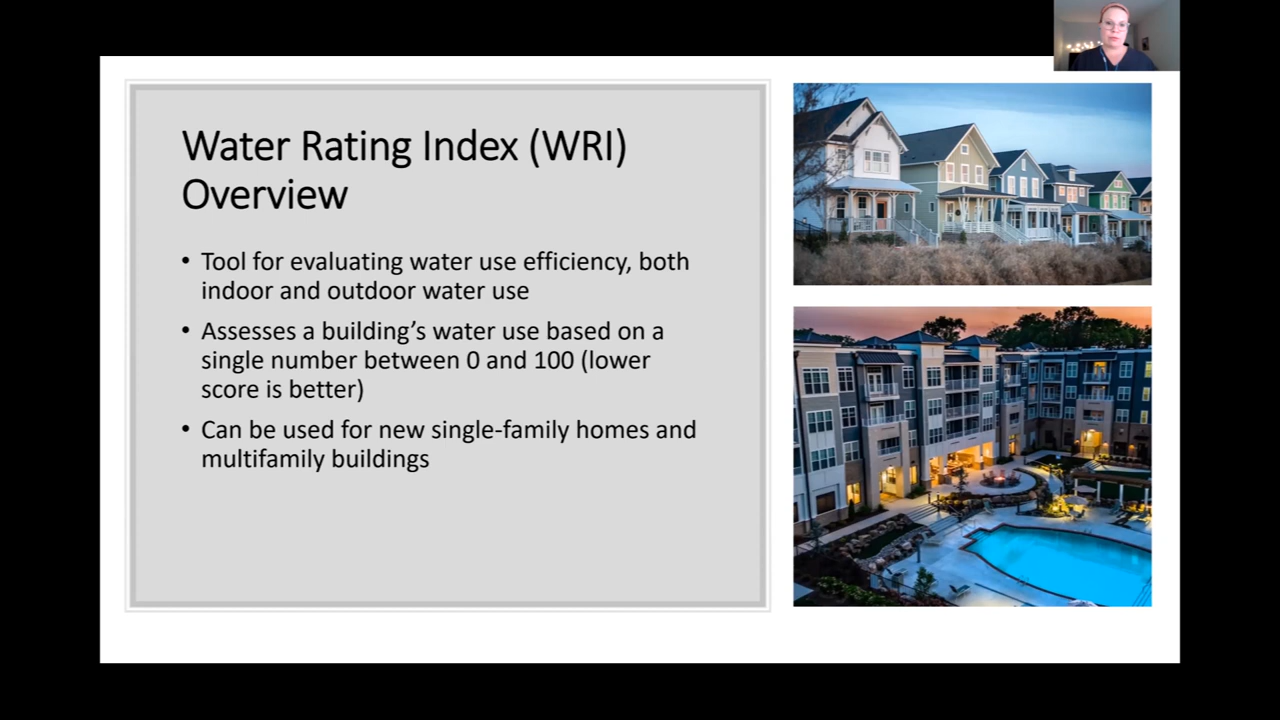 Water Rating Index (WRI)
Overview
• Tool for evaluating water use efficiency, both
indoor and outdoor water use
• Assesses a building’s water use based on a
single number between 0 and 100 (lower
score is better)
• Can be used for new single-family homes and
multifamily buildings